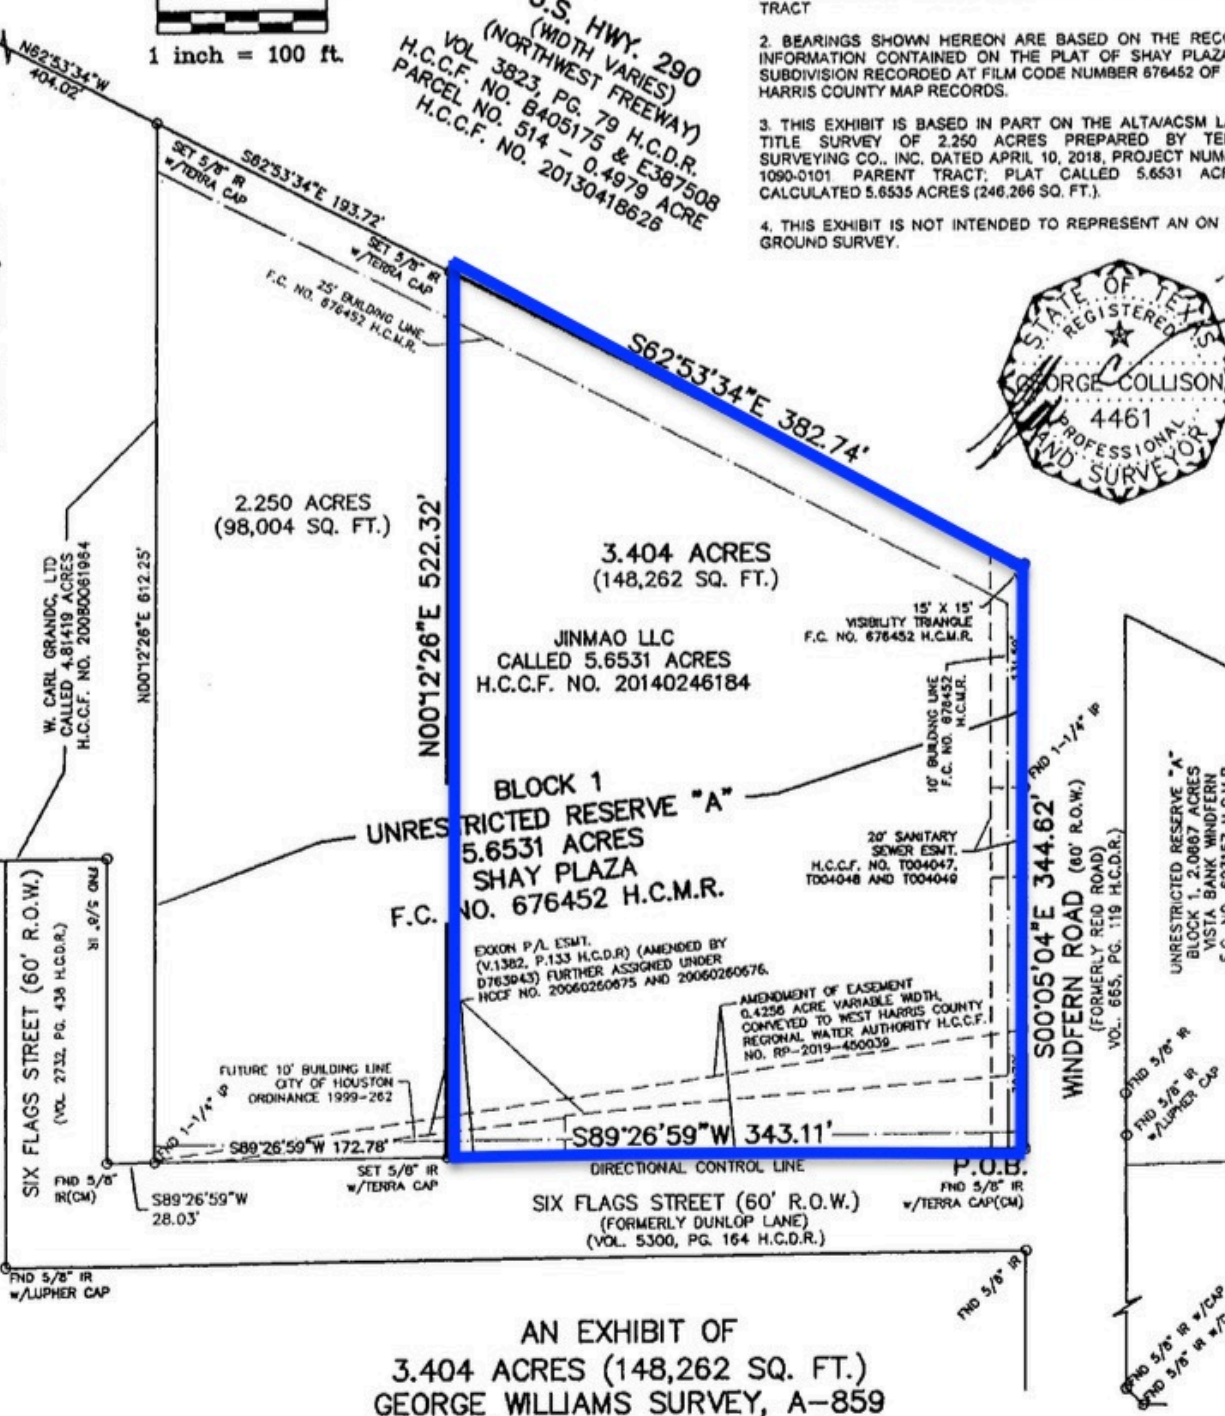 1 inch = 100 ft.
U.S. HWY. 290
(WIDTH VARIES)
(NORTHWEST FREEWAY)
VOL. 3823, PG. 79 H.C.D.R.
H.C.C.F. NO. B405175 & E387508
PARCEL NO. 514 - 0.4979 ACRE
H.C.C.F. NO. 20130418626
TRACT
2. BEARINGS SHOWN HEREON ARE BASED ON THE
INFORMATION CONTAINED ON THE PLAT OF SHAY PLAZA
SUBDIVISION RECORDED AT FILM CODE NUMBER 676452 OF
HARRIS COUNTY MAP RECORDS.
3. THIS EXHIBIT IS BASED IN PART ON THE ALTA/ACSM
TITLE SURVEY OF 2.250 ACRES PREPARED BY
SURVEYING CO., INC. DATED APRIL 10, 2018, PROJECT
1090-0101. PARENT TRACT; PLAT CALLED 5.6531
CALCULATED 5.6535 ACRES (246,266 SQ. FT.).
4. THIS EXHIBIT IS NOT INTENDED TO REPRESENT AN ON
GROUND SURVEY.
STATE OF TEXAS
REGISTERED
GEORGE COLLISON
4461
PROFESSIONAL
LAND SURVEYOR
N62°53'34"W
404.02'
SET 5/8" IR
w/TERRA CAP
S62°53'34"E 193.72'
SET 5/8" IR
w/TERRA CAP
25' BUILDING LINE
F.C. NO. 676452 H.C.M.R.
S62°53'34"E 382.74'
2.250 ACRES
(98,004 SQ. FT.)
N00°12'26"E 522.32'
3.404 ACRES
(148,262 SQ. FT.)
JINMAO LLC
CALLED 5.6531 ACRES
H.C.C.F. NO. 20140246184
15' X 15'
VISIBILITY TRIANGLE
F.C. NO. 676452 H.C.M.R.
10' BUILDING LINE
F.C. NO. 676452
H.C.M.R.
W. CARL GRANDC, LTD
CALLED 4.81419 ACRES
H.C.C.F. NO. 20080061964
N00°12'26"E 612.25'
BLOCK 1
UNRESTRICTED RESERVE "A"
5.6531 ACRES
SHAY PLAZA
F.C. NO. 676452 H.C.M.R.
20' SANITARY
SEWER ESMT.
H.C.C.F. NO. T004047,
T004048 AND T004049
FND 1-1/4" IP
S00°05'04"E 344.62'
WINDFERN ROAD (60' R.O.W.)
(FORMERLY REID ROAD)
VOL. 665, PG. 119 H.C.D.R.)
UNRESTRICTED RESERVE "A"
BLOCK 1, 2.0667 ACRES
VISTA BANK WINDFERN
EXXON P/L ESMT.
(V.1382, P.133 H.C.D.R) (AMENDED BY
D763943) FURTHER ASSIGNED UNDER
HCCF NO. 20060260675 AND 20060260676.
AMENDMENT OF EASEMENT
0.4256 ACRE VARIABLE WIDTH,
CONVEYED TO WEST HARRIS COUNTY
REGIONAL WATER AUTHORITY H.C.C.F.
NO. RP-2019-450039
FUTURE 10' BUILDING LINE
CITY OF HOUSTON
ORDINANCE 1999-262
SIX FLAGS STREET (60' R.O.W.)
(VOL. 2732, PG. 438 H.C.D.R.)
FND 5/8" IR
FND 1-1/4" IP
S89°26'59"W 172.78'
S89°26'59"W 343.11'
DIRECTIONAL CONTROL LINE
P.O.B.
FND 5/8" IR
w/TERRA CAP(CM)
SET 5/8" IR
w/TERRA CAP
FND 5/8"
IR(CM)
S89°26'59"W
28.03'
SIX FLAGS STREET (60' R.O.W.)
(FORMERLY DUNLOP LANE)
(VOL. 5300, PG. 164 H.C.D.R.)
FND 5/8" IR
FND 5/8" IR
w/LUPHER CAP
FND 5/8" IR
w/LUPHER CAP
FND 5/8" IR
FND 5/8" IR w/CAP
FND 5/8" IR
AN EXHIBIT OF
3.404 ACRES (148,262 SQ. FT.)
GEORGE WILLIAMS SURVEY, A-859